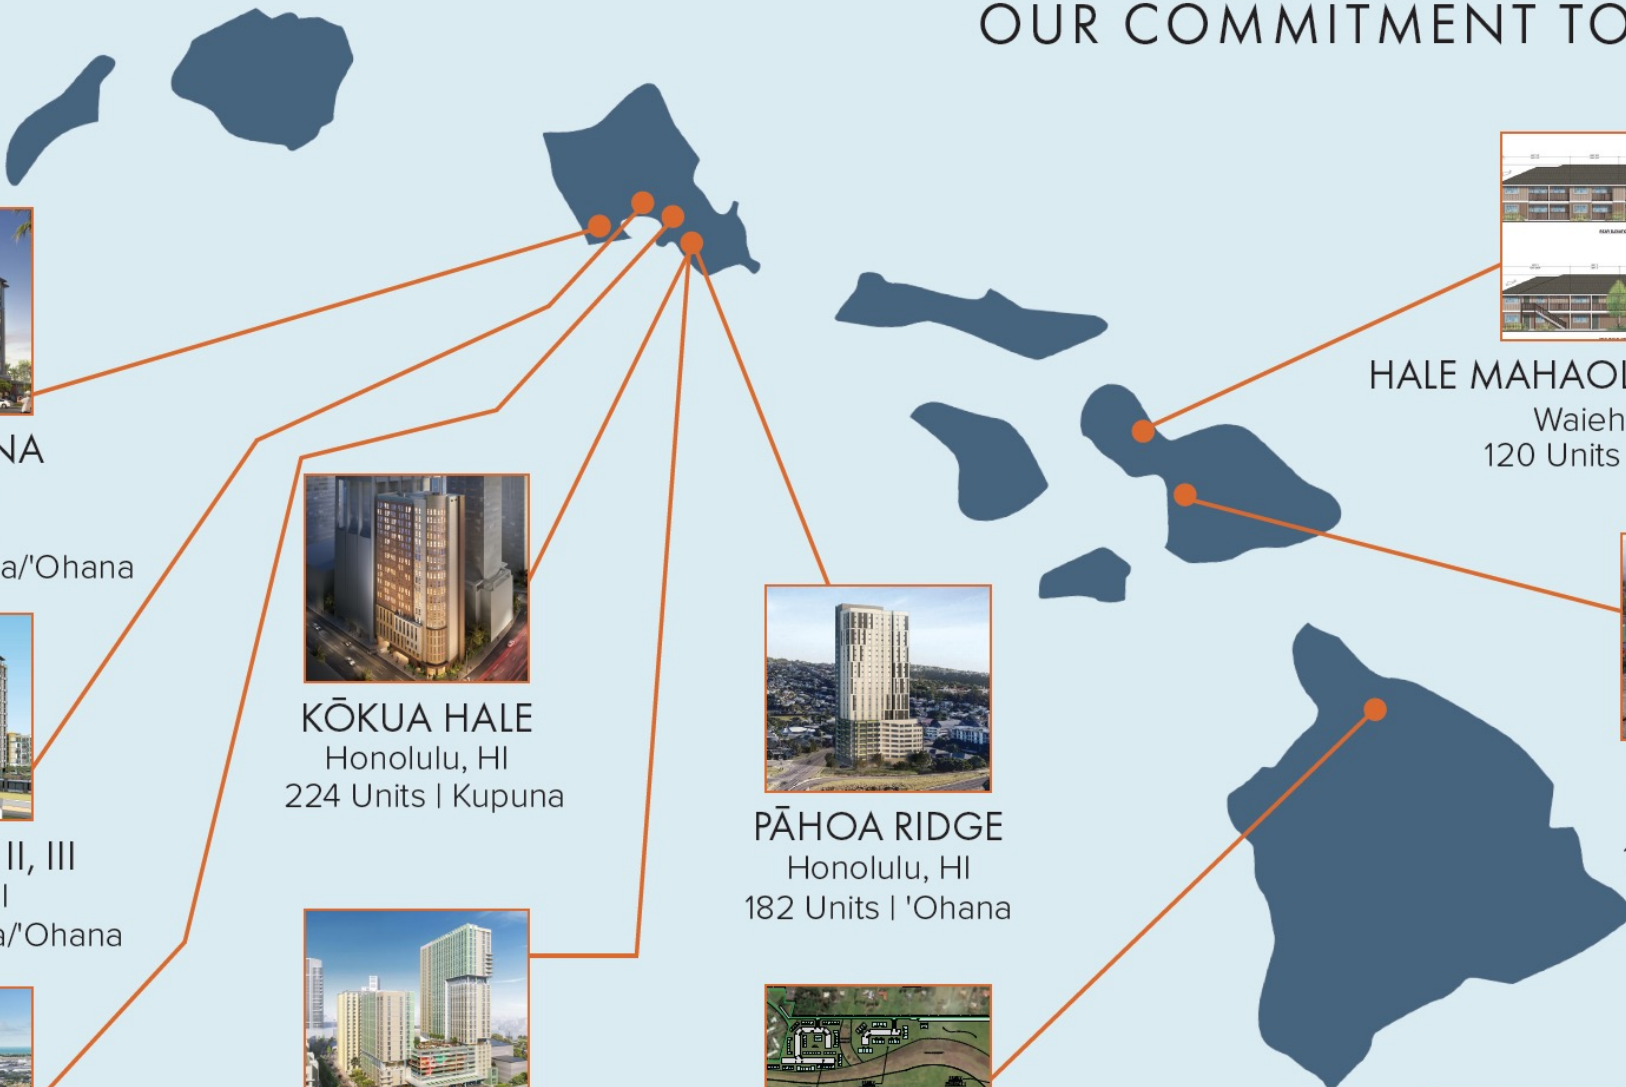 OUR COMMITMENT TO
NA
a/'Ohana
II, III
I
a/'Ohana
KŌKUA HALE
Honolulu, HI
224 Units | Kupuna
PĀHOA RIDGE
Honolulu, HI
182 Units | 'Ohana
HALE MAHAOL
Waieh
120 Units